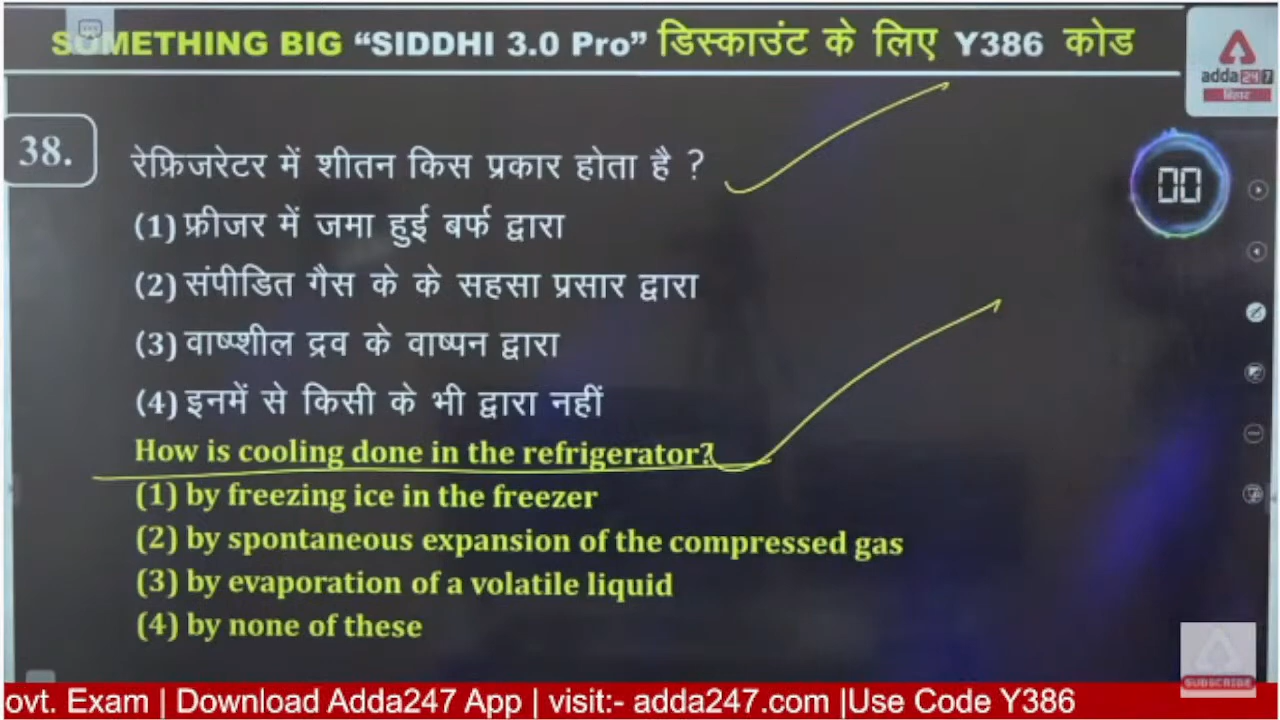 SOMETHING BIG “SIDDHI 3.0 Pro” डिस्काउंट के लिए Y386 कोड
adda247
बिहार
38.
रेफ्रिजरेटर में शीतन किस प्रकार होता है ?
00
(1) फ्रीजर में जमा हुई बर्फ द्वारा
(2) संपीडित गैस के के सहसा प्रसार द्वारा
(3) वाष्पशील द्रव के वाष्पन द्वारा
(4) इनमें से किसी के भी द्वारा नहीं
How is cooling done in the refrigerator?
(1) by freezing ice in the freezer
(2) by spontaneous expansion of the compressed gas
(3) by evaporation of a volatile liquid
(4) by none of these
SUBSCRIBE
ovt. Exam | Download Adda247 App | visit:- adda247.com |Use Code Y386